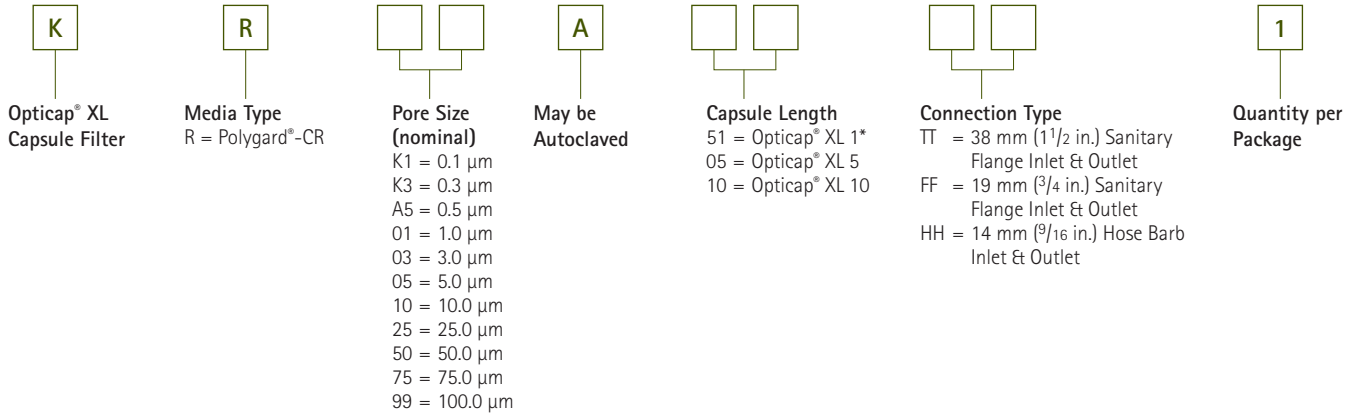 K R A 1
Opticap® XL
Capsule Filter
Media Type
R = Polygard®-CR
Pore Size
(nominal)
K1 = 0.1 µm
K3 = 0.3 µm
A5 = 0.5 µm
01 = 1.0 µm
03 = 3.0 µm
05 = 5.0 µm
10 = 10.0 µm
25 = 25.0 µm
50 = 50.0 µm
75 = 75.0 µm
99 = 100.0 µm
May be
Autoclaved
Capsule Length
51 = Opticap® XL 1*
05 = Opticap® XL 5
10 = Opticap® XL 10
Connection Type
TT = 38 mm (1 1/2 in.) Sanitary
Flange Inlet & Outlet
FF = 19 mm (3/4 in.) Sanitary
Flange Inlet & Outlet
HH = 14 mm (9/16 in.) Hose Barb
Inlet & Outlet
Quantity per
Package